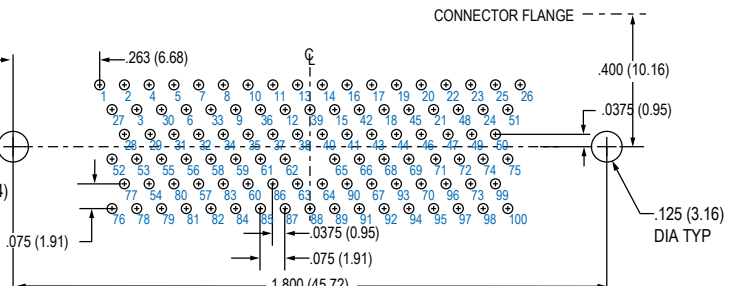 CONNECTOR FLANGE
.263 (6.68)
℄
.400 (10.16)
1 2 4 5 7 8 10 11 13 14 16 17 19 20 22 23 25 26
.0375 (0.95)
27 3 30 6 33 9 36 12 39 15 42 18 45 21 48 24 51
28 29 31 32 34 35 37 38 40 41 43 44 46 47 49 50
52 53 55 56 58 59 61 62 65 66 68 69 71 72 74 75
77 54 80 57 83 60 86 63 64 90 67 93 70 96 73 99
76 78 79 81 82 84 85 87 88 89 91 92 94 95 97 98 100
.125 (3.16)
DIA TYP
.075 (1.91)
.0375 (0.95)
.075 (1.91)
1.800 (45.72)